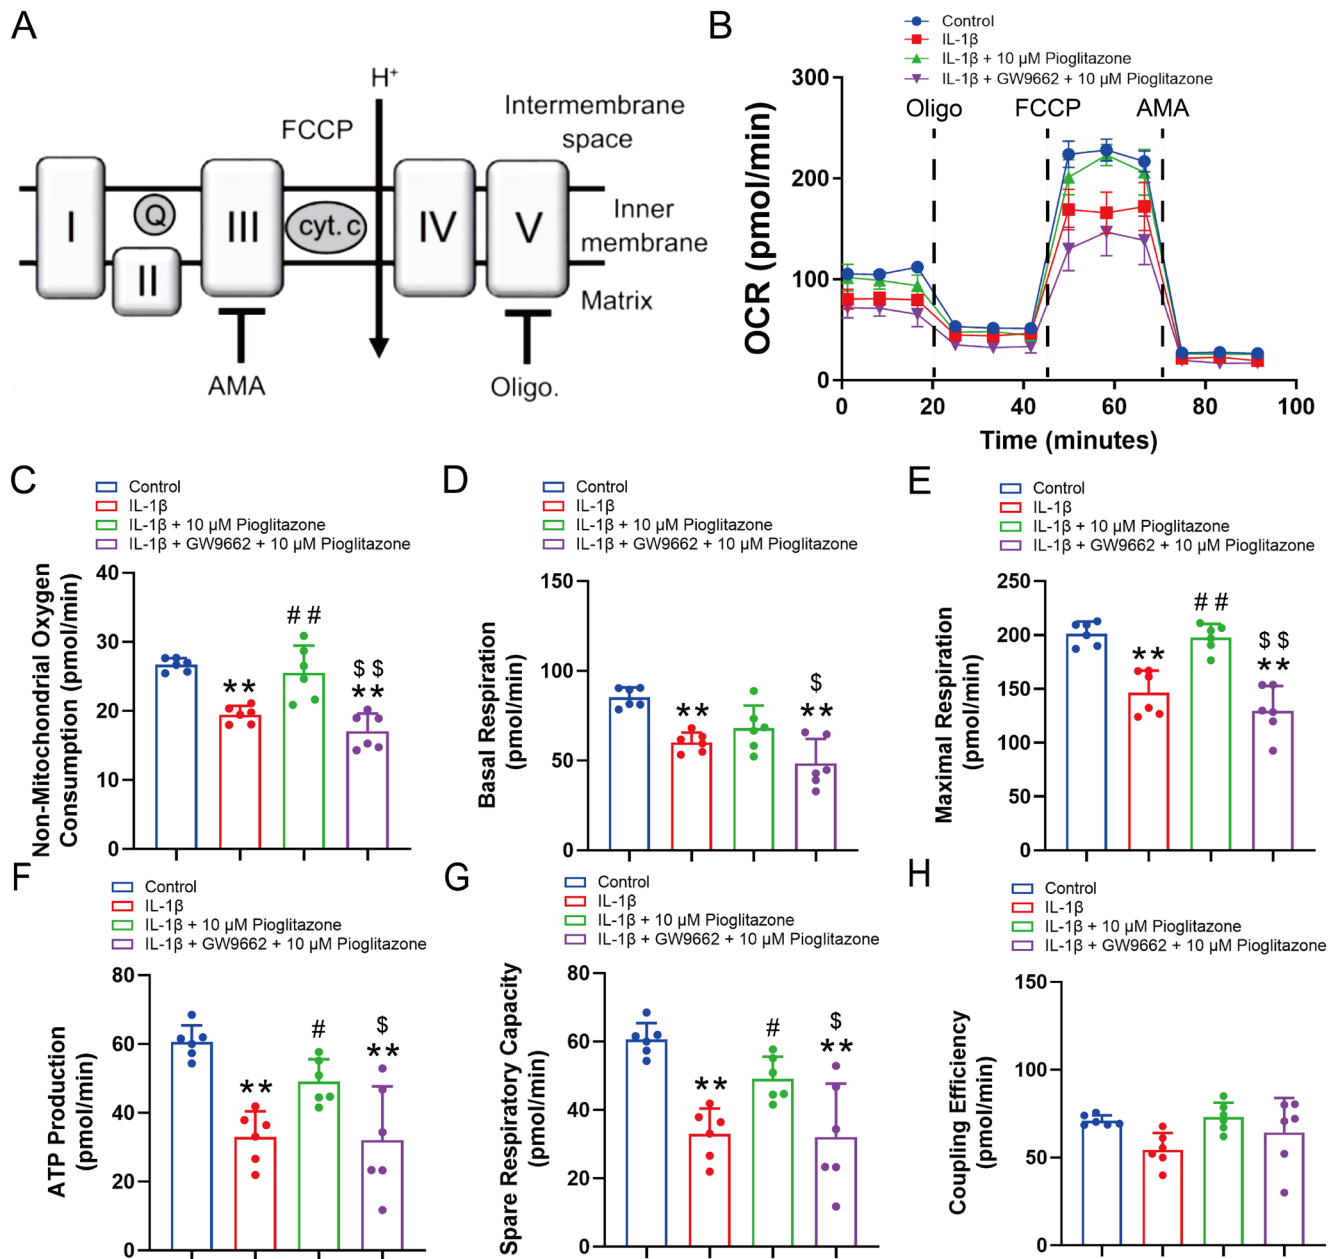 A
H⁺
FCCP
Intermembrane
space
I
Q
II
III
cyt. c
IV
V
Inner
membrane
Matrix
AMA
Oligo.
B
Control
IL-1β
IL-1β + 10 µM Pioglitazone
IL-1β + GW9662 + 10 µM Pioglitazone
Oligo
FCCP
AMA
OCR (pmol/min)
300
200
100
0
0 20 40 60 80 100
Time (minutes)
C
Control
IL-1β
IL-1β + 10 µM Pioglitazone
IL-1β + GW9662 + 10 µM Pioglitazone
Non-Mitochondrial Oxygen
Consumption (pmol/min)
40
30
20
10
0
**
# #
$ $
**
D
Control
IL-1β
IL-1β + 10 µM Pioglitazone
IL-1β + GW9662 + 10 µM Pioglitazone
Basal Respiration
(pmol/min)
150
100
50
0
**
$
**
E
Control
IL-1β
IL-1β + 10 µM Pioglitazone
IL-1β + GW9662 + 10 µM Pioglitazone
Maximal Respiration
(pmol/min)
250
200
150
100
50
0
**
# #
$ $
**
F
Control
IL-1β
IL-1β + 10 µM Pioglitazone
IL-1β + GW9662 + 10 µM Pioglitazone
ATP Production
(pmol/min)
80
60
40
20
0
**
#
$
**
G
Control
IL-1β
IL-1β + 10 µM Pioglitazone
IL-1β + GW9662 + 10 µM Pioglitazone
Spare Respiratory Capacity
(pmol/min)
80
60
40
20
0
**
#
$
**
H
Control
IL-1β
IL-1β + 10 µM Pioglitazone
IL-1β + GW9662 + 10 µM Pioglitazone
Coupling Efficiency
(pmol/min)
150
100
50
0